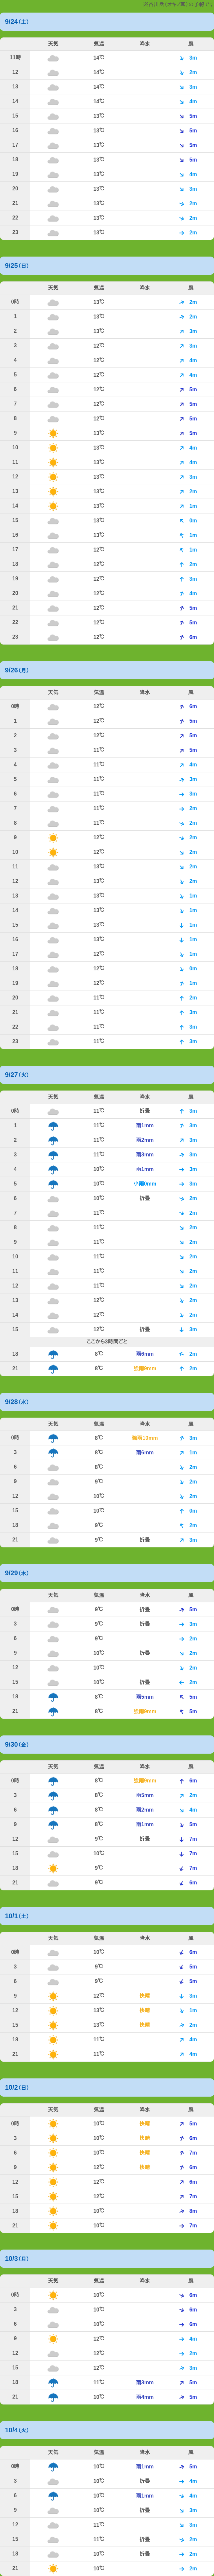 9/24(土)
天気 気温 降水 風
11時 14℃ 3m
12 14℃ 2m
13 14℃ 3m
14 14℃ 4m
15 13℃ 5m
16 13℃ 5m
17 13℃ 5m
18 13℃ 5m
19 13℃ 4m
20 13℃ 3m
21 13℃ 2m
22 13℃ 2m
23 13℃ 2m
9/25(日)
天気 気温 降水 風
0時 13℃ 2m
1 13℃ 2m
2 13℃ 3m
3 12℃ 3m
4 12℃ 4m
5 12℃ 4m
6 12℃ 5m
7 12℃ 5m
8 12℃ 5m
9 13℃ 5m
10 13℃ 4m
11 13℃ 4m
12 13℃ 3m
13 13℃ 2m
14 13℃ 1m
15 13℃ 0m
16 13℃ 1m
17 12℃ 1m
18 12℃ 2m
19 12℃ 3m
20 12℃ 4m
21 12℃ 5m
22 12℃ 5m
23 12℃ 6m
9/26(月)
天気 気温 降水 風
0時 12℃ 6m
1 12℃ 5m
2 12℃ 5m
3 11℃ 5m
4 11℃ 4m
5 11℃ 3m
6 11℃ 3m
7 11℃ 2m
8 11℃ 2m
9 12℃ 2m
10 12℃ 2m
11 13℃ 2m
12 13℃ 2m
13 13℃ 1m
14 13℃ 1m
15 13℃ 1m
16 13℃ 1m
17 12℃ 1m
18 12℃ 0m
19 12℃ 1m
20 11℃ 2m
21 11℃ 3m
22 11℃ 3m
23 11℃ 3m
9/27(火)
天気 気温 降水 風
0時 11℃ 折畳 3m
1 11℃ 雨1mm 3m
2 11℃ 雨2mm 3m
3 11℃ 雨3mm 3m
4 10℃ 雨1mm 3m
5 10℃ 小雨0mm 3m
6 10℃ 折畳 2m
7 11℃ 2m
8 11℃ 2m
9 11℃ 2m
10 11℃ 2m
11 11℃ 2m
12 11℃ 2m
13 12℃ 2m
14 12℃ 2m
15 12℃ 折畳 3m
ここから3時間ごと
18 8℃ 雨6mm 2m
21 8℃ 2m
9/28(水)
天気 気温 降水 風
0時 8℃ 3m
3 8℃ 雨6mm 1m
6 8℃ 2m
9 9℃ 2m
12 10℃ 2m
15 10℃ 0m
18 9℃ 2m
21 9℃ 折畳 3m
9/29(木)
天気 気温 降水 風
0時 9℃ 折畳 5m
3 9℃ 折畳 3m
6 9℃ 2m
9 10℃ 折畳 2m
12 10℃ 2m
15 10℃ 折畳 2m
18 8℃ 雨5mm 5m
21 8℃ 5m
9/30(金)
天気 気温 降水 風
0時 8℃ 6m
3 8℃ 雨5mm 2m
6 8℃ 雨2mm 4m
9 8℃ 雨1mm 5m
12 9℃ 折畳 7m
15 10℃ 7m
18 9℃ 7m
21 9℃ 6m
10/1(土)
天気 気温 降水 風
0時 10℃ 6m
3 9℃ 5m
6 9℃ 5m
9 12℃ 快晴 3m
12 13℃ 快晴 1m
15 13℃ 快晴 2m
18 11℃ 4m
21 11℃ 4m
10/2(日)
天気 気温 降水 風
0時 10℃ 快晴 5m
3 10℃ 快晴 6m
6 10℃ 快晴 7m
9 12℃ 快晴 6m
12 12℃ 6m
15 12℃ 7m
18 10℃ 8m
21 10℃ 7m
10/3(月)
天気 気温 降水 風
0時 10℃ 6m
3 10℃ 6m
6 10℃ 6m
9 12℃ 4m
12 12℃ 2m
15 12℃ 3m
18 11℃ 雨3mm 5m
21 10℃ 雨4mm 5m
10/4(火)
天気 気温 降水 風
0時 10℃ 雨1mm 5m
3 10℃ 折畳 4m
6 10℃ 雨1mm 4m
9 10℃ 折畳 3m
12 11℃ 3m
15 11℃ 折畳 2m
18 10℃ 折畳 2m
21 10℃ 2m